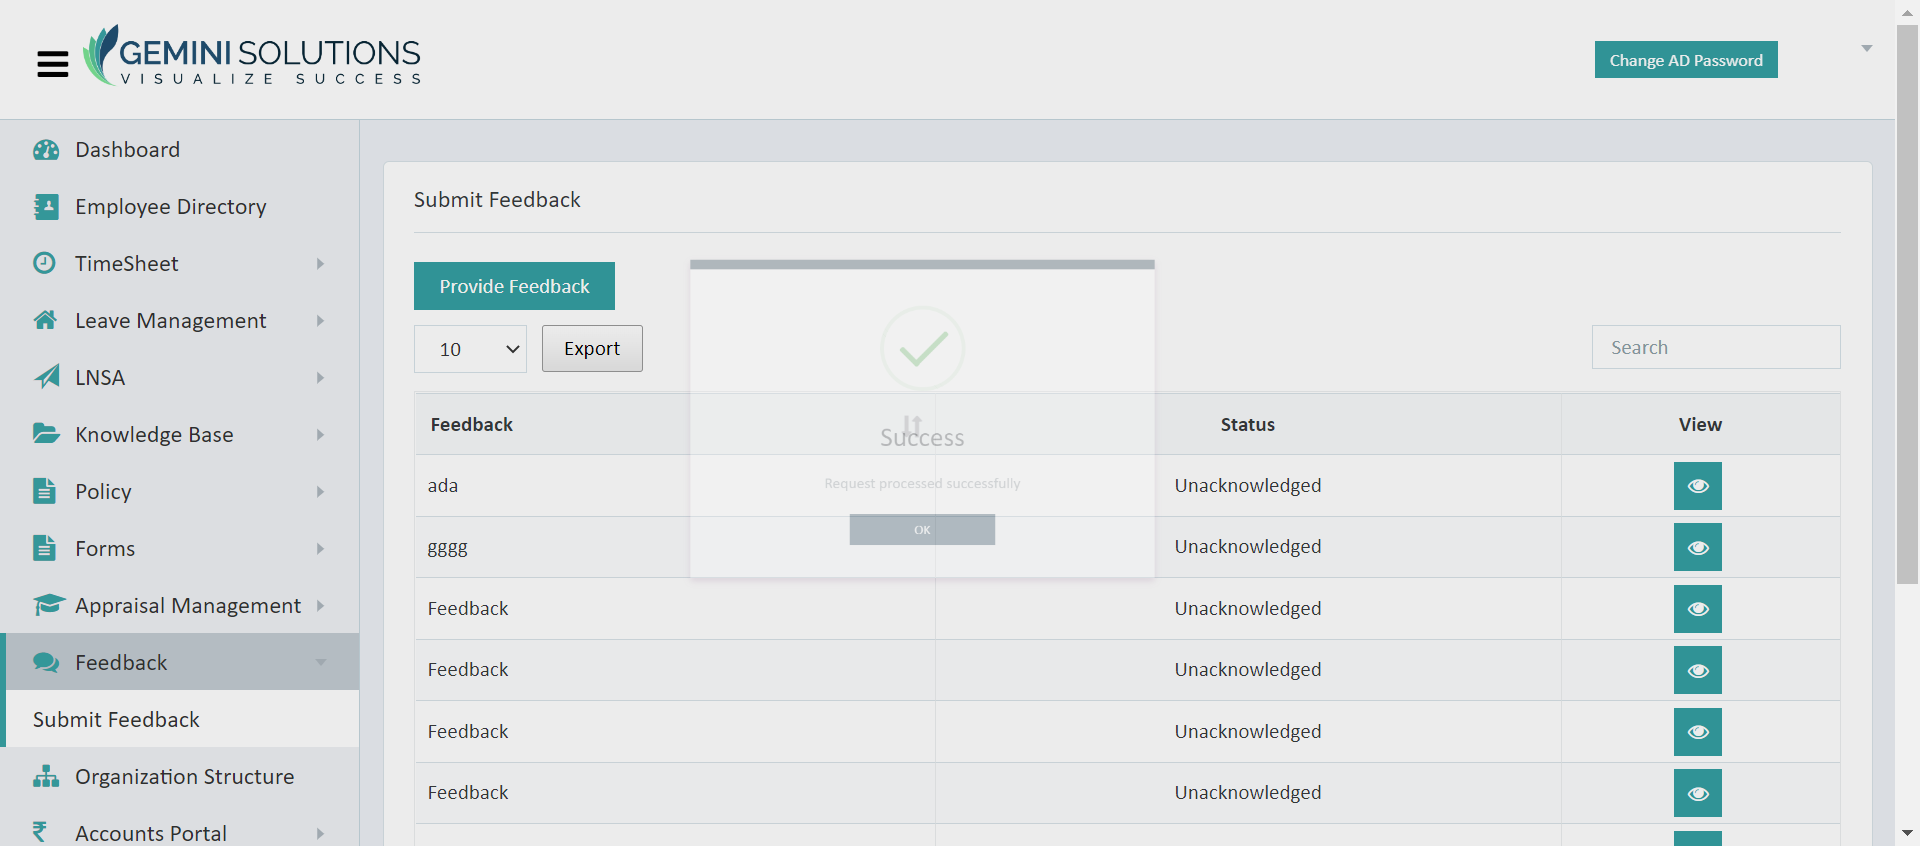 GEMINI SOLUTIONS
VISUALIZE SUCCESS
Change AD Password
Dashboard
Employee Directory
TimeSheet
Leave Management
LNSA
Knowledge Base
Policy
Forms
Appraisal Management
Feedback
Submit Feedback
Organization Structure
Accounts Portal
Submit Feedback
Provide Feedback
10
Export
Search
Feedback Status View
ada Unacknowledged
gggg Unacknowledged
Feedback Unacknowledged
Feedback Unacknowledged
Feedback Unacknowledged
Feedback Unacknowledged
Success
Request processed successfully
OK